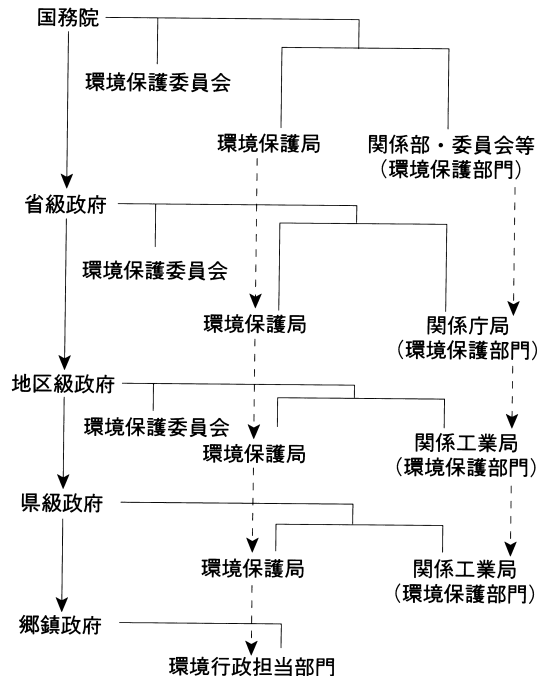 国務院
環境保護委員会
環境保護局
関係部・委員会等
（環境保護部門）
省級政府
環境保護委員会
環境保護局
関係庁局
（環境保護部門）
地区級政府
環境保護委員会
環境保護局
関係工業局
（環境保護部門）
県級政府
環境保護局
関係工業局
（環境保護部門）
郷鎮政府
環境行政担当部門